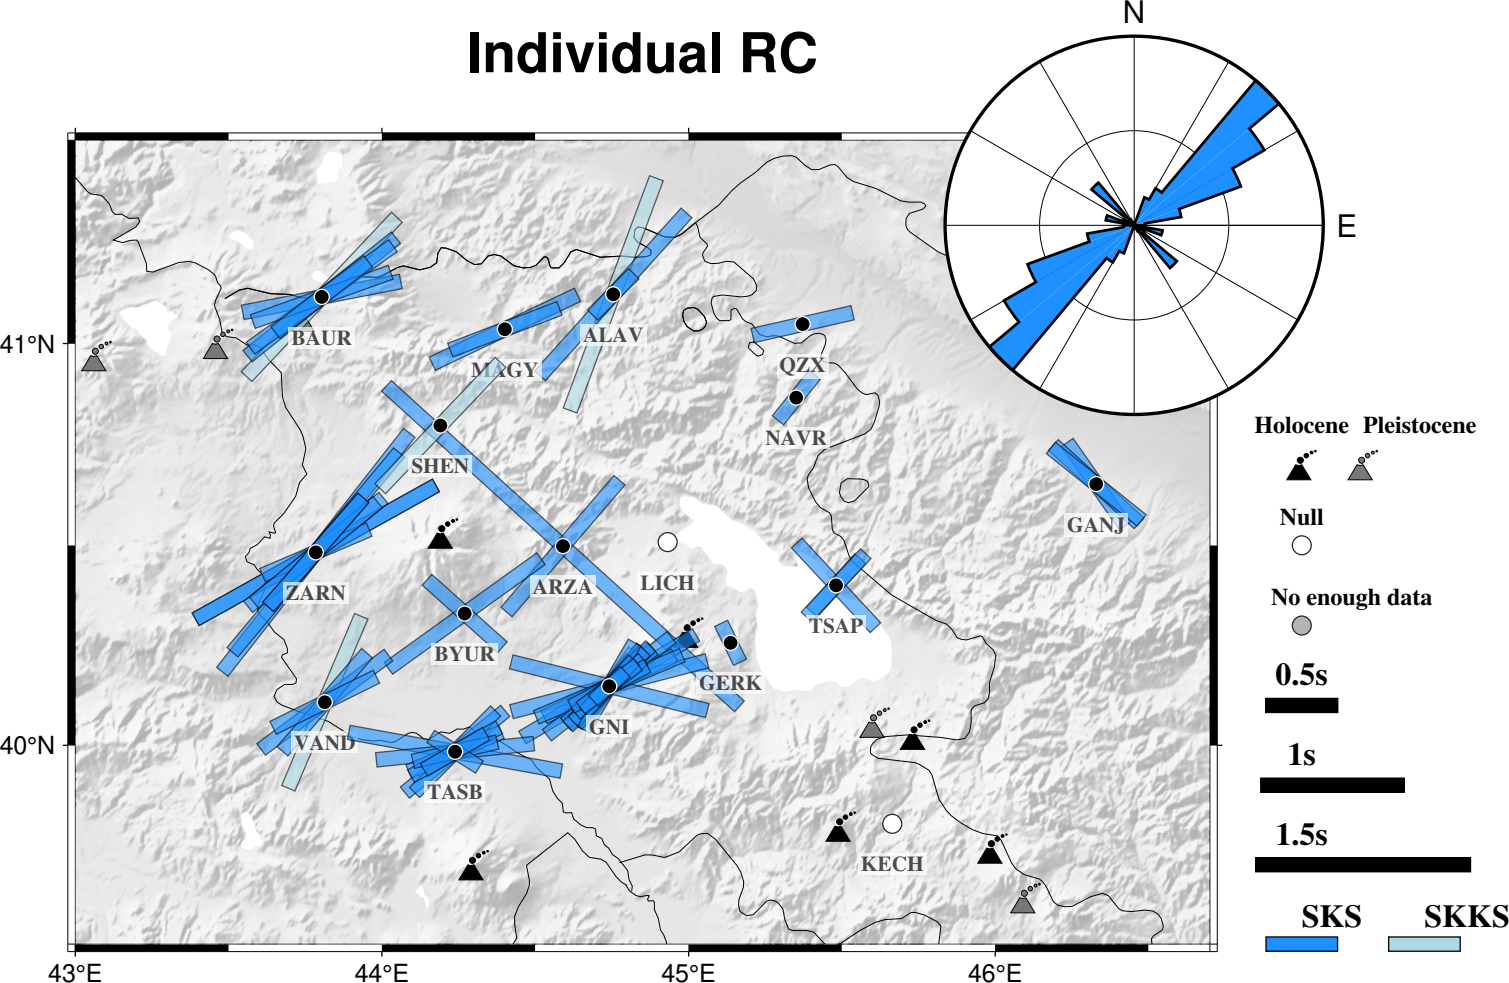 N
Individual RC
E
BAUR
ALAV
41°N
MAGY
QZX
NAVR
Holocene Pleistocene
SHEN
GANJ
Null
LICH
ARZA
ZARN
No enough data
TSAP
BYUR
GERK
0.5s
GNI
40°N
VAND
1s
TASB
1.5s
KECH
SKS SKKS
43°E 44°E 45°E 46°E